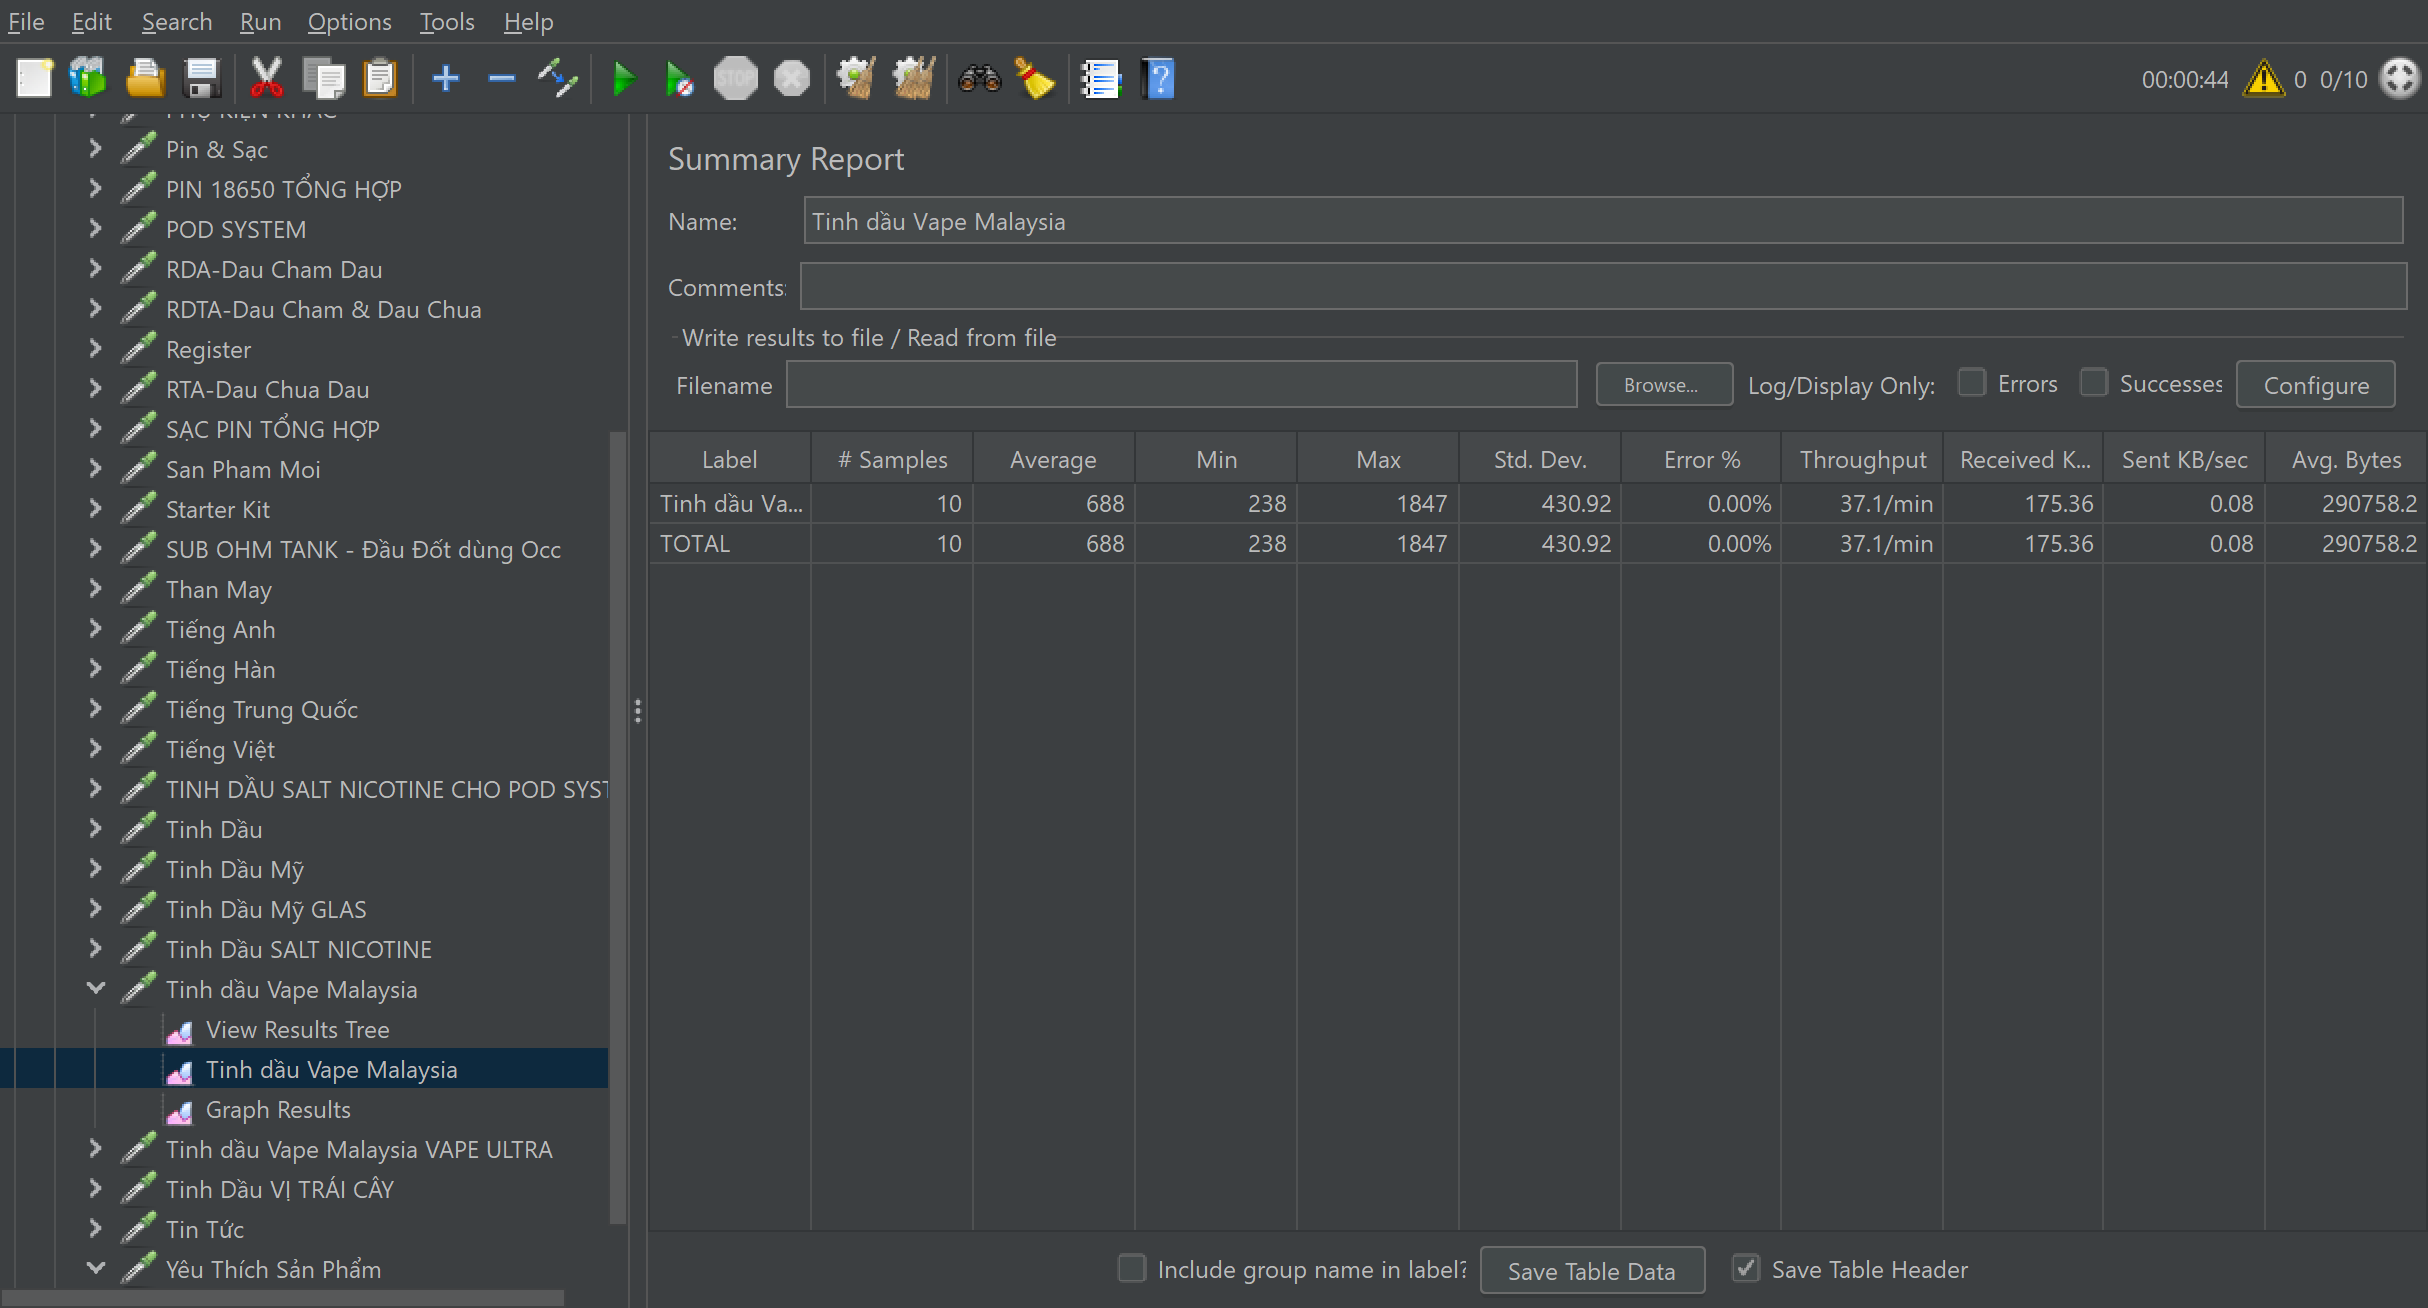 File Edit Search Run Options Tools Help
STOP
00:00:44 0 0/10
Pin & Sạc
PIN 18650 TỔNG HỢP
POD SYSTEM
RDA-Dau Cham Dau
RDTA-Dau Cham & Dau Chua
Register
RTA-Dau Chua Dau
SẠC PIN TỔNG HỢP
San Pham Moi
Starter Kit
SUB OHM TANK - Đầu Đốt dùng Occ
Than May
Tiếng Anh
Tiếng Hàn
Tiếng Trung Quốc
Tiếng Việt
TINH DẦU SALT NICOTINE CHO POD SYST
Tinh Dầu
Tinh Dầu Mỹ
Tinh Dầu Mỹ GLAS
Tinh Dầu SALT NICOTINE
Tinh dầu Vape Malaysia
View Results Tree
Tinh dầu Vape Malaysia
Graph Results
Tinh dầu Vape Malaysia VAPE ULTRA
Tinh Dầu VỊ TRÁI CÂY
Tin Tức
Yêu Thích Sản Phẩm
Summary Report
Name: Tinh dầu Vape Malaysia
Comments:
Write results to file / Read from file
Filename Browse... Log/Display Only: Errors Successes Configure
Label # Samples Average Min Max Std. Dev. Error % Throughput Received K... Sent KB/sec Avg. Bytes
Tinh dầu Va... 10 688 238 1847 430.92 0.00% 37.1/min 175.36 0.08 290758.2
TOTAL 10 688 238 1847 430.92 0.00% 37.1/min 175.36 0.08 290758.2
Include group name in label? Save Table Data Save Table Header